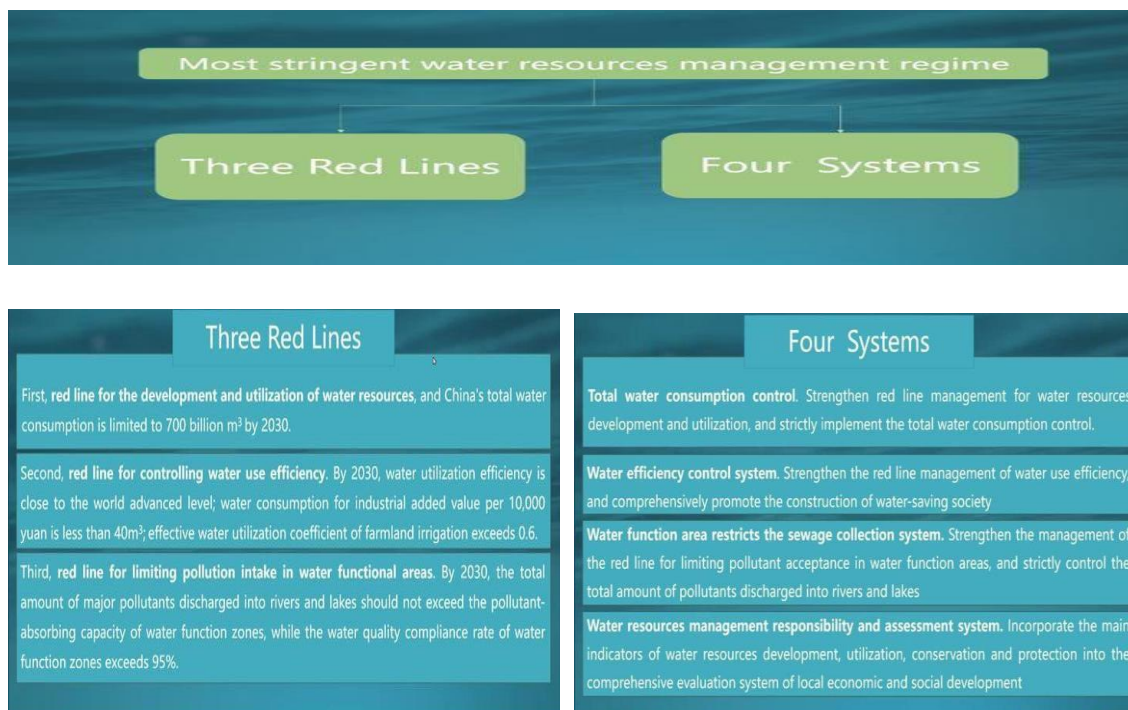 Most stringent water resources management regime
Three Red Lines
Four Systems
Three Red Lines
First, red line for the development and utilization of water resources, and China's total water
consumption is limited to 700 billion m³ by 2030.
Second, red line for controlling water use efficiency. By 2030, water utilization efficiency is
close to the world advanced level; water consumption for industrial added value per 10,000
yuan is less than 40m³; effective water utilization coefficient of farmland irrigation exceeds 0.6.
Third, red line for limiting pollution intake in water functional areas. By 2030, the total
amount of major pollutants discharged into rivers and lakes should not exceed the pollutant-
absorbing capacity of water function zones, while the water quality compliance rate of water
function zones exceeds 95%.
Four Systems
Total water consumption control. Strengthen red line management for water resources
development and utilization, and strictly implement the total water consumption control.
Water efficiency control system. Strengthen the red line management of water use efficiency,
and comprehensively promote the construction of water-saving society
Water function area restricts the sewage collection system. Strengthen the management of
the red line for limiting pollutant acceptance in water function areas, and strictly control the
total amount of pollutants discharged into rivers and lakes
Water resources management responsibility and assessment system. Incorporate the main
indicators of water resources development, utilization, conservation and protection into the
comprehensive evaluation system of local economic and social development